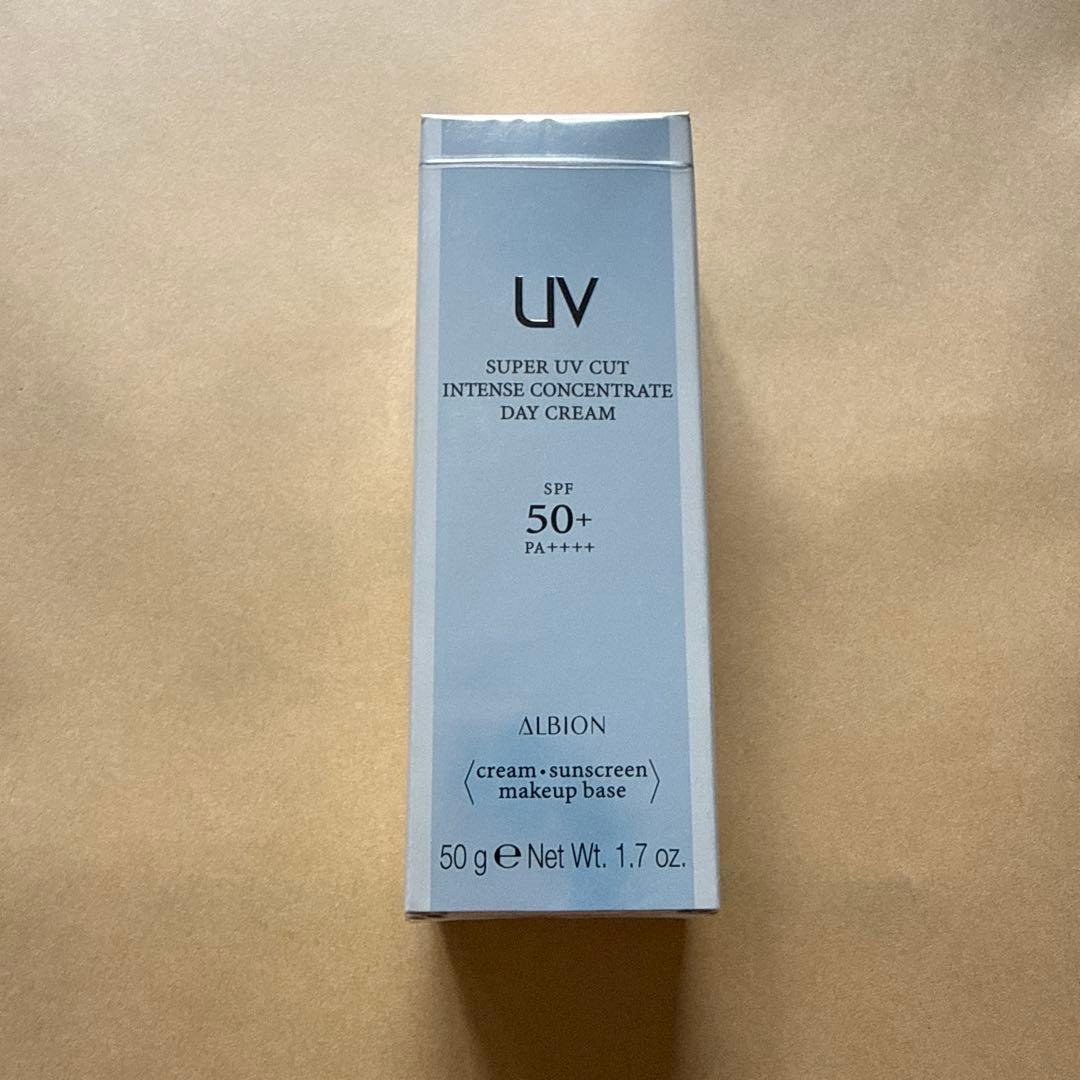 UV
SUPER UV CUT
INTENSE CONCENTRATE
DAY CREAM
SPF
50+
PA++++
ALBION
〈cream・sunscreen
makeup base〉
50 g ℮ Net Wt. 1.7 oz.